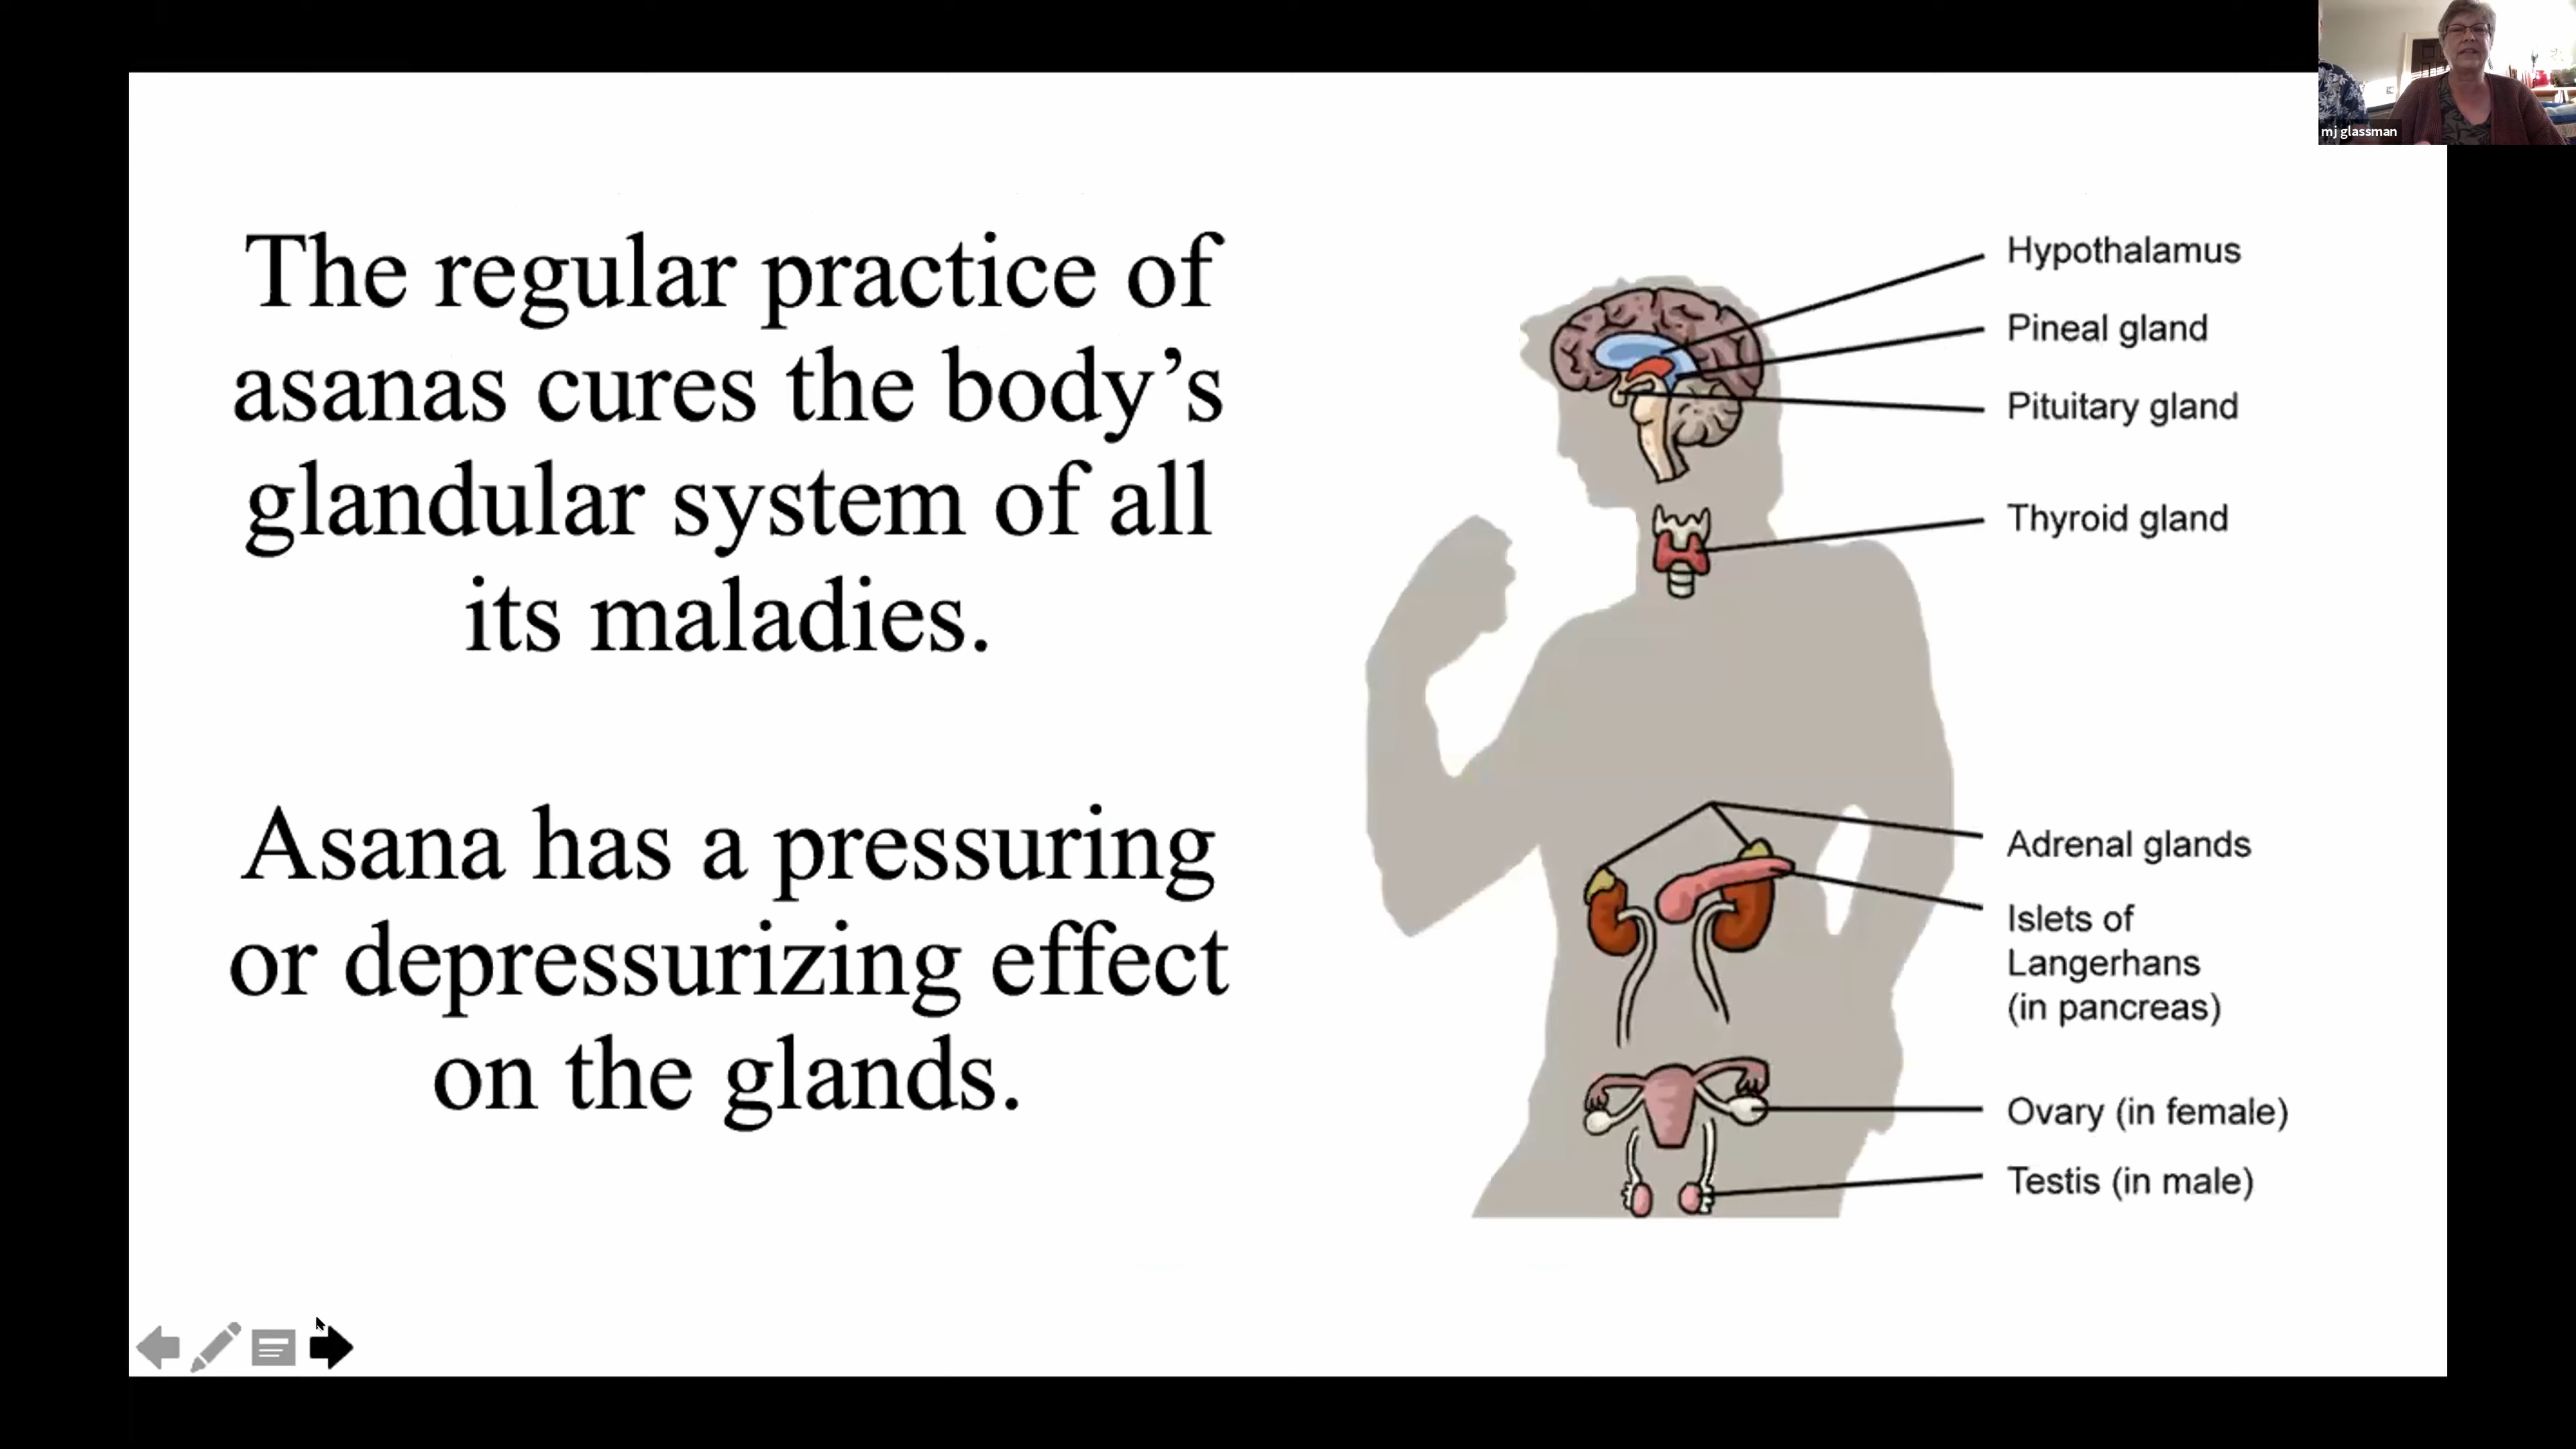 mj glassman
The regular practice of
asanas cures the body’s
glandular system of all
its maladies.
Asana has a pressuring
or depressurizing effect
on the glands.
Hypothalamus
Pineal gland
Pituitary gland
Thyroid gland
Adrenal glands
Islets of
Langerhans
(in pancreas)
Ovary (in female)
Testis (in male)